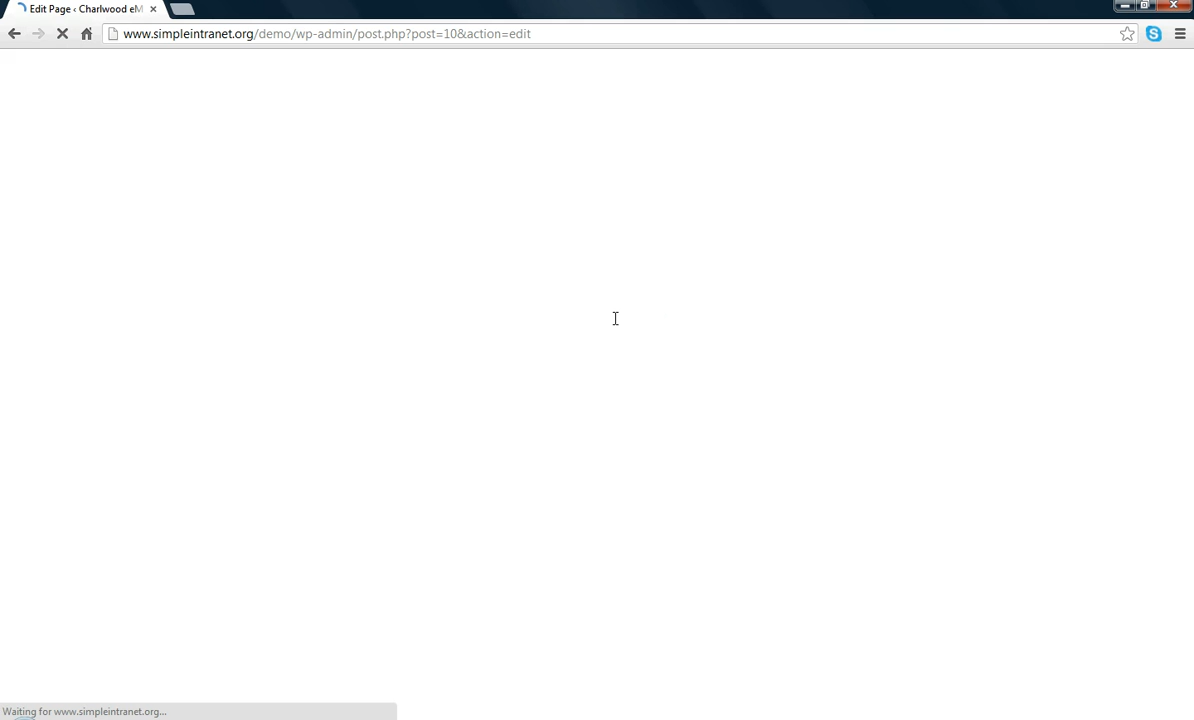 Edit Page ‹ Charlwood eM
www.simpleintranet.org/demo/wp-admin/post.php?post=10&action=edit
Waiting for www.simpleintranet.org...